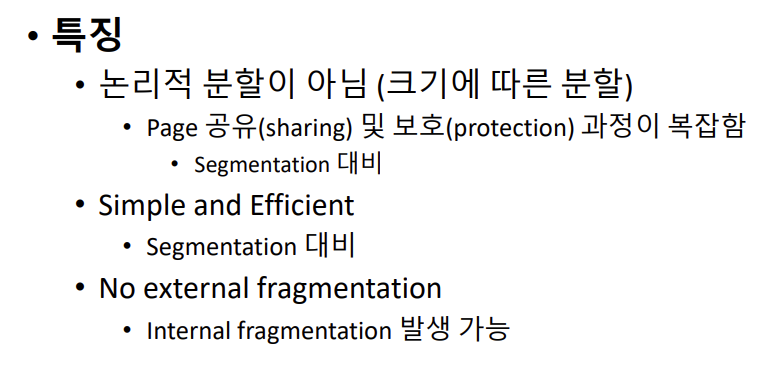 • 특징
• 논리적 분할이 아님 (크기에 따른 분할)
• Page 공유(sharing) 및 보호(protection) 과정이 복잡함
• Segmentation 대비
• Simple and Efficient
• Segmentation 대비
• No external fragmentation
• Internal fragmentation 발생 가능